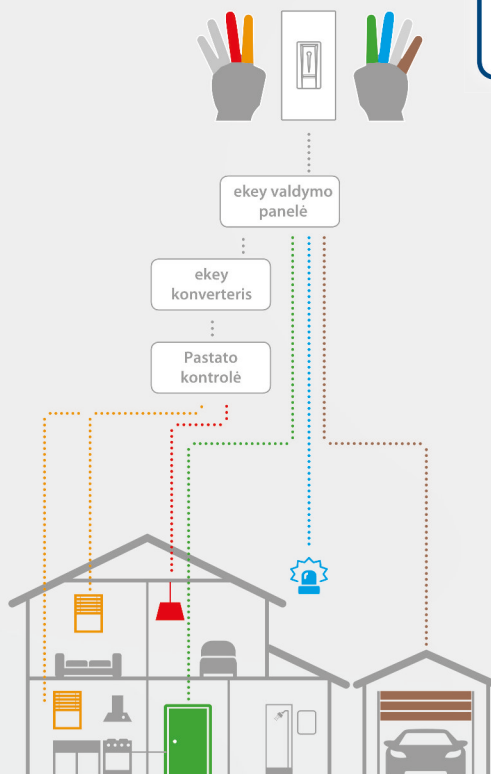 ekey valdymo
panelė
ekey
konverteris
Pastato
kontrolė